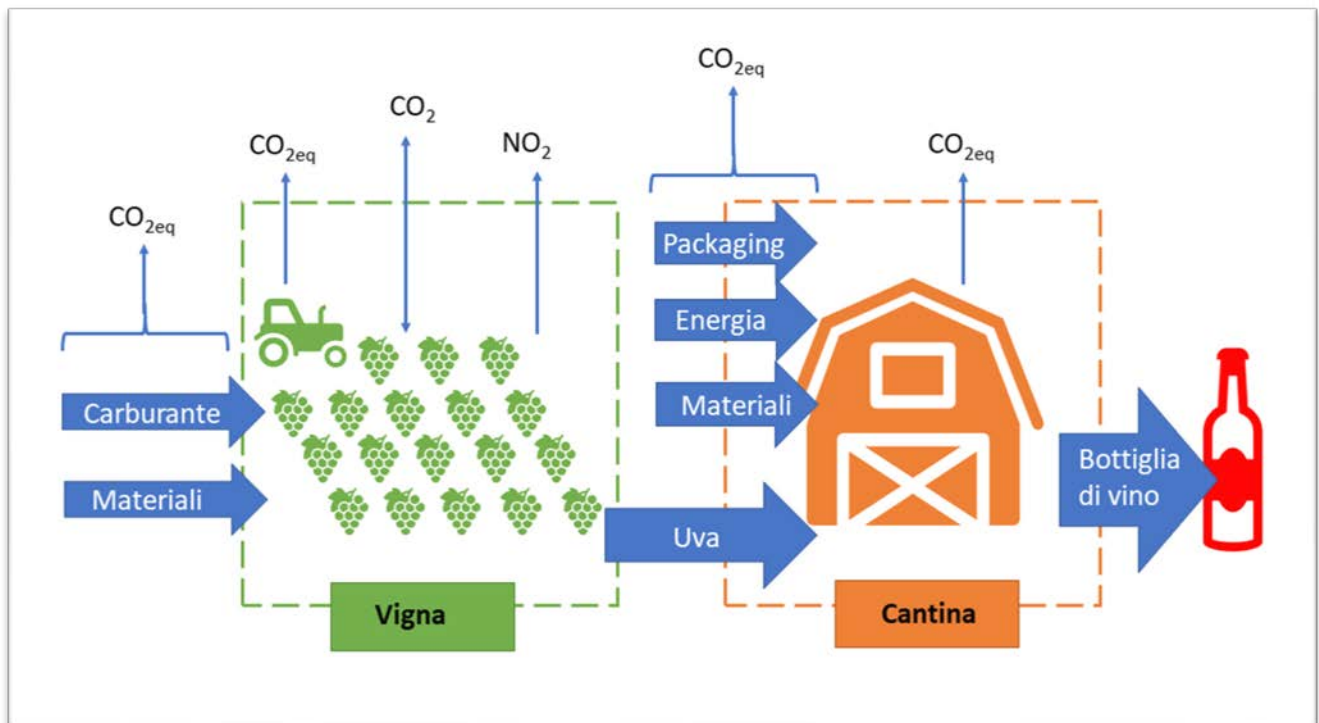 CO2eq
CO2
NO2
CO2eq
CO2eq
CO2eq
Packaging
Energia
Carburante
Materiali
Materiali
Uva
Bottiglia
di vino
Vigna
Cantina